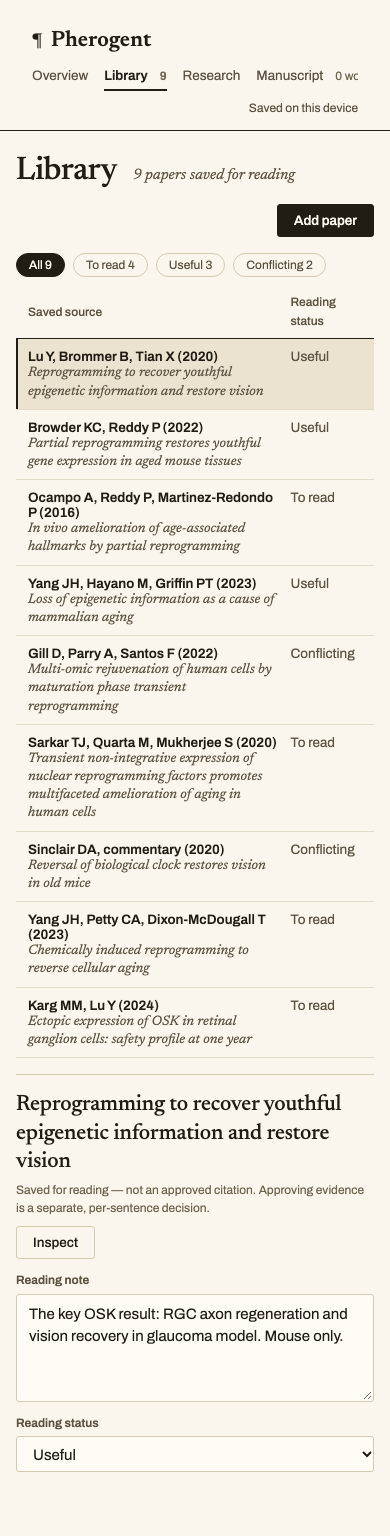 ¶ Pherogent
Overview Library 9 Research Manuscript 0 wc
Saved on this device
Library 9 papers saved for reading
Add paper
All 9 To read 4 Useful 3 Conflicting 2
Saved source
Reading
status
Lu Y, Brommer B, Tian X (2020) Useful
Reprogramming to recover youthful
epigenetic information and restore vision
Browder KC, Reddy P (2022) Useful
Partial reprogramming restores youthful
gene expression in aged mouse tissues
Ocampo A, Reddy P, Martinez-Redondo To read
P (2016)
In vivo amelioration of age-associated
hallmarks by partial reprogramming
Yang JH, Hayano M, Griffin PT (2023) Useful
Loss of epigenetic information as a cause of
mammalian aging
Gill D, Parry A, Santos F (2022) Conflicting
Multi-omic rejuvenation of human cells by
maturation phase transient
reprogramming
Sarkar TJ, Quarta M, Mukherjee S (2020) To read
Transient non-integrative expression of
nuclear reprogramming factors promotes
multifaceted amelioration of aging in
human cells
Sinclair DA, commentary (2020) Conflicting
Reversal of biological clock restores vision
in old mice
Yang JH, Petty CA, Dixon-McDougall T To read
(2023)
Chemically induced reprogramming to
reverse cellular aging
Karg MM, Lu Y (2024) To read
Ectopic expression of OSK in retinal
ganglion cells: safety profile at one year
Reprogramming to recover youthful
epigenetic information and restore
vision
Saved for reading — not an approved citation. Approving evidence
is a separate, per-sentence decision.
Inspect
Reading note
The key OSK result: RGC axon regeneration and
vision recovery in glaucoma model. Mouse only.
Reading status
Useful